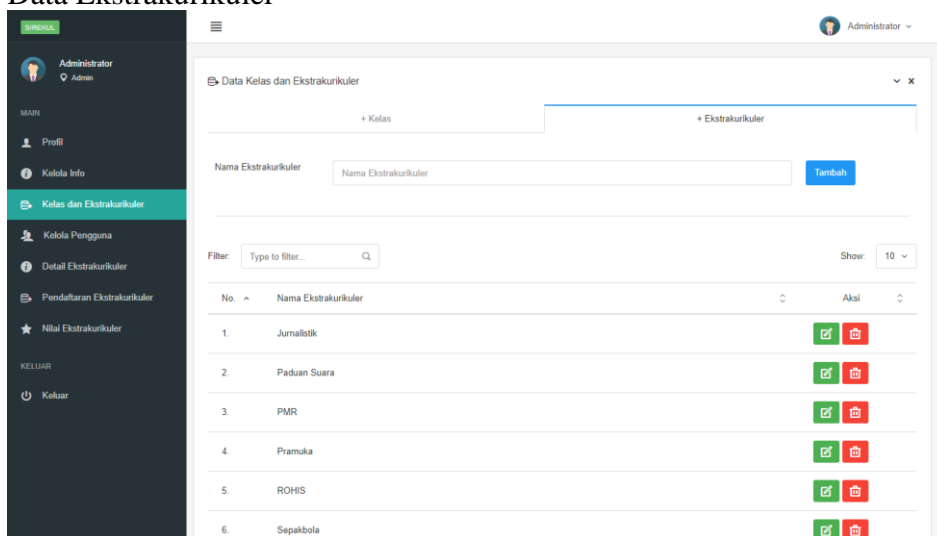 Data Ekstrakurikuler
SIREKUL
Administrator
Administrator
Admin
MAIN
Profil
Kelola Info
Kelas dan Ekstrakurikuler
Kelola Pengguna
Detail Ekstrakurikuler
Pendaftaran Ekstrakurikuler
Nilai Ekstrakurikuler
KELUAR
Keluar
Data Kelas dan Ekstrakurikuler
+ Kelas + Ekstrakurikuler
Nama Ekstrakurikuler Nama Ekstrakurikuler Tambah
Filter: Type to filter... Show: 10
No. Nama Ekstrakurikuler Aksi
1. Jurnalistik
2. Paduan Suara
3. PMR
4. Pramuka
5. ROHIS
6. Sepakbola